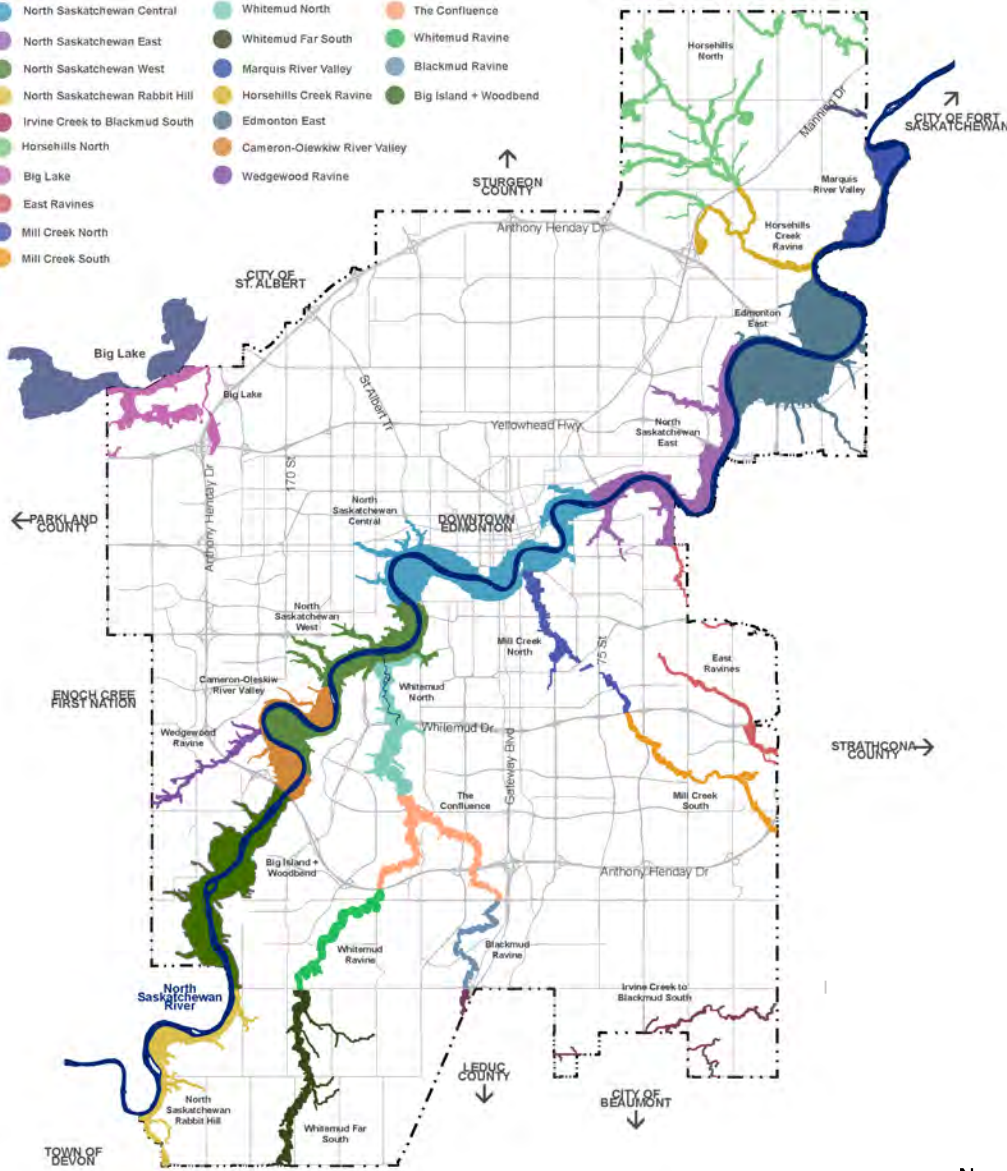 North Saskatchewan Central
North Saskatchewan East
North Saskatchewan West
North Saskatchewan Rabbit Hill
Irvine Creek to Blackmud South
Horsehills North
Big Lake
East Ravines
Mill Creek North
Mill Creek South
Whitemud North
Whitemud Far South
Marquis River Valley
Horsehills Creek Ravine
Edmonton East
Cameron-Olewkiw River Valley
Wedgewood Ravine
The Confluence
Whitemud Ravine
Blackmud Ravine
Big Island + Woodbend
Horsehills
North
Manning Dr
CITY OF FORT
SASKATCHEWAN
STURGEON
COUNTY
Marquis
River Valley
Anthony Henday Dr
Horsehills
Creek
Ravine
CITY OF
ST. ALBERT
Edmonton
East
Big Lake
Big Lake
St Albert Tr
Yellowhead Hwy
North
Saskatchewan
East
170 St
Anthony Henday Dr
North
Saskatchewan
Central
DOWNTOWN
EDMONTON
PARKLAND
COUNTY
North
Saskatchewan
West
Mill Creek
North
75 St
East
Ravines
Cameron-Oleskiw
River Valley
ENOCH CREE
FIRST NATION
Whitemud
North
Wedgewood
Ravine
Whitemud Dr
Gateway Blvd
STRATHCONA
COUNTY
The
Confluence
Mill Creek
South
Big Island +
Woodbend
Anthony Henday Dr
Whitemud
Ravine
Blackmud
Ravine
North
Saskatchewan
River
Irvine Creek to
Blackmud South
LEDUC
COUNTY
CITY OF
BEAUMONT
North
Saskatchewan
Rabbit Hill
Whitemud Far
South
TOWN OF
DEVON
N